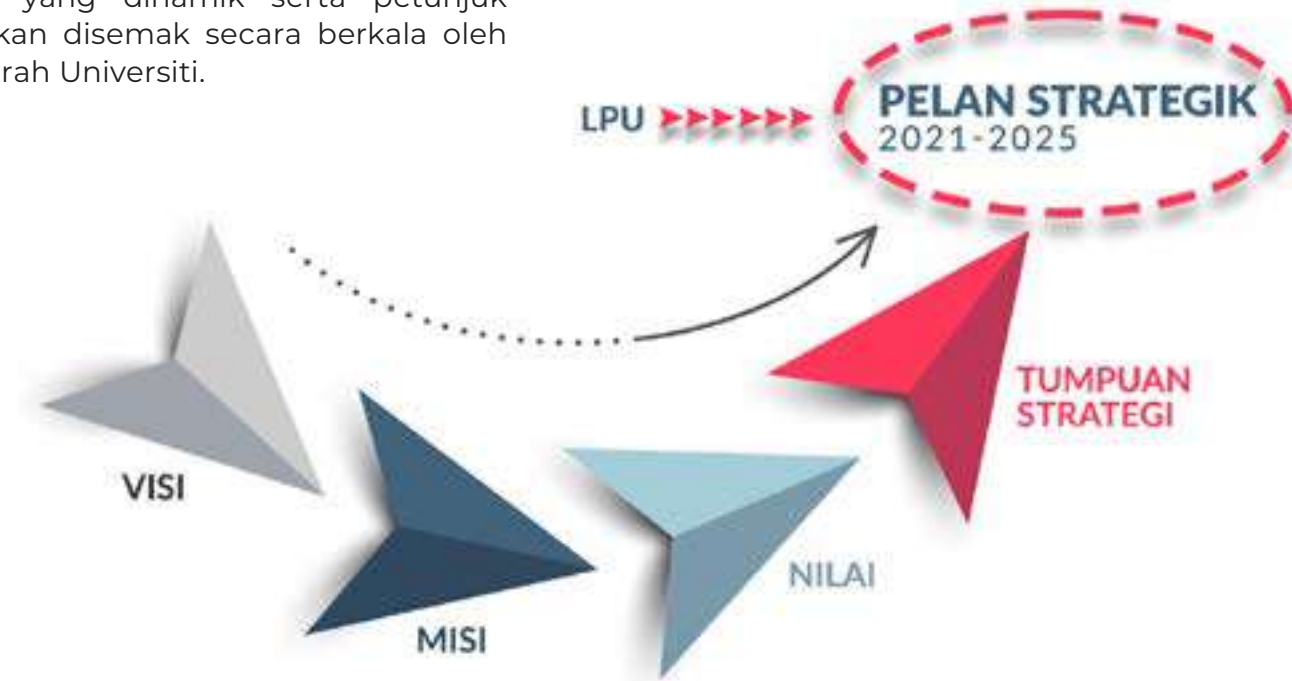 yang dinamik serta petunjuk
kan disemak secara berkala oleh
rah Universiti.
LPU
PELAN STRATEGIK
2021-2025
TUMPUAN
STRATEGI
VISI
NILAI
MISI